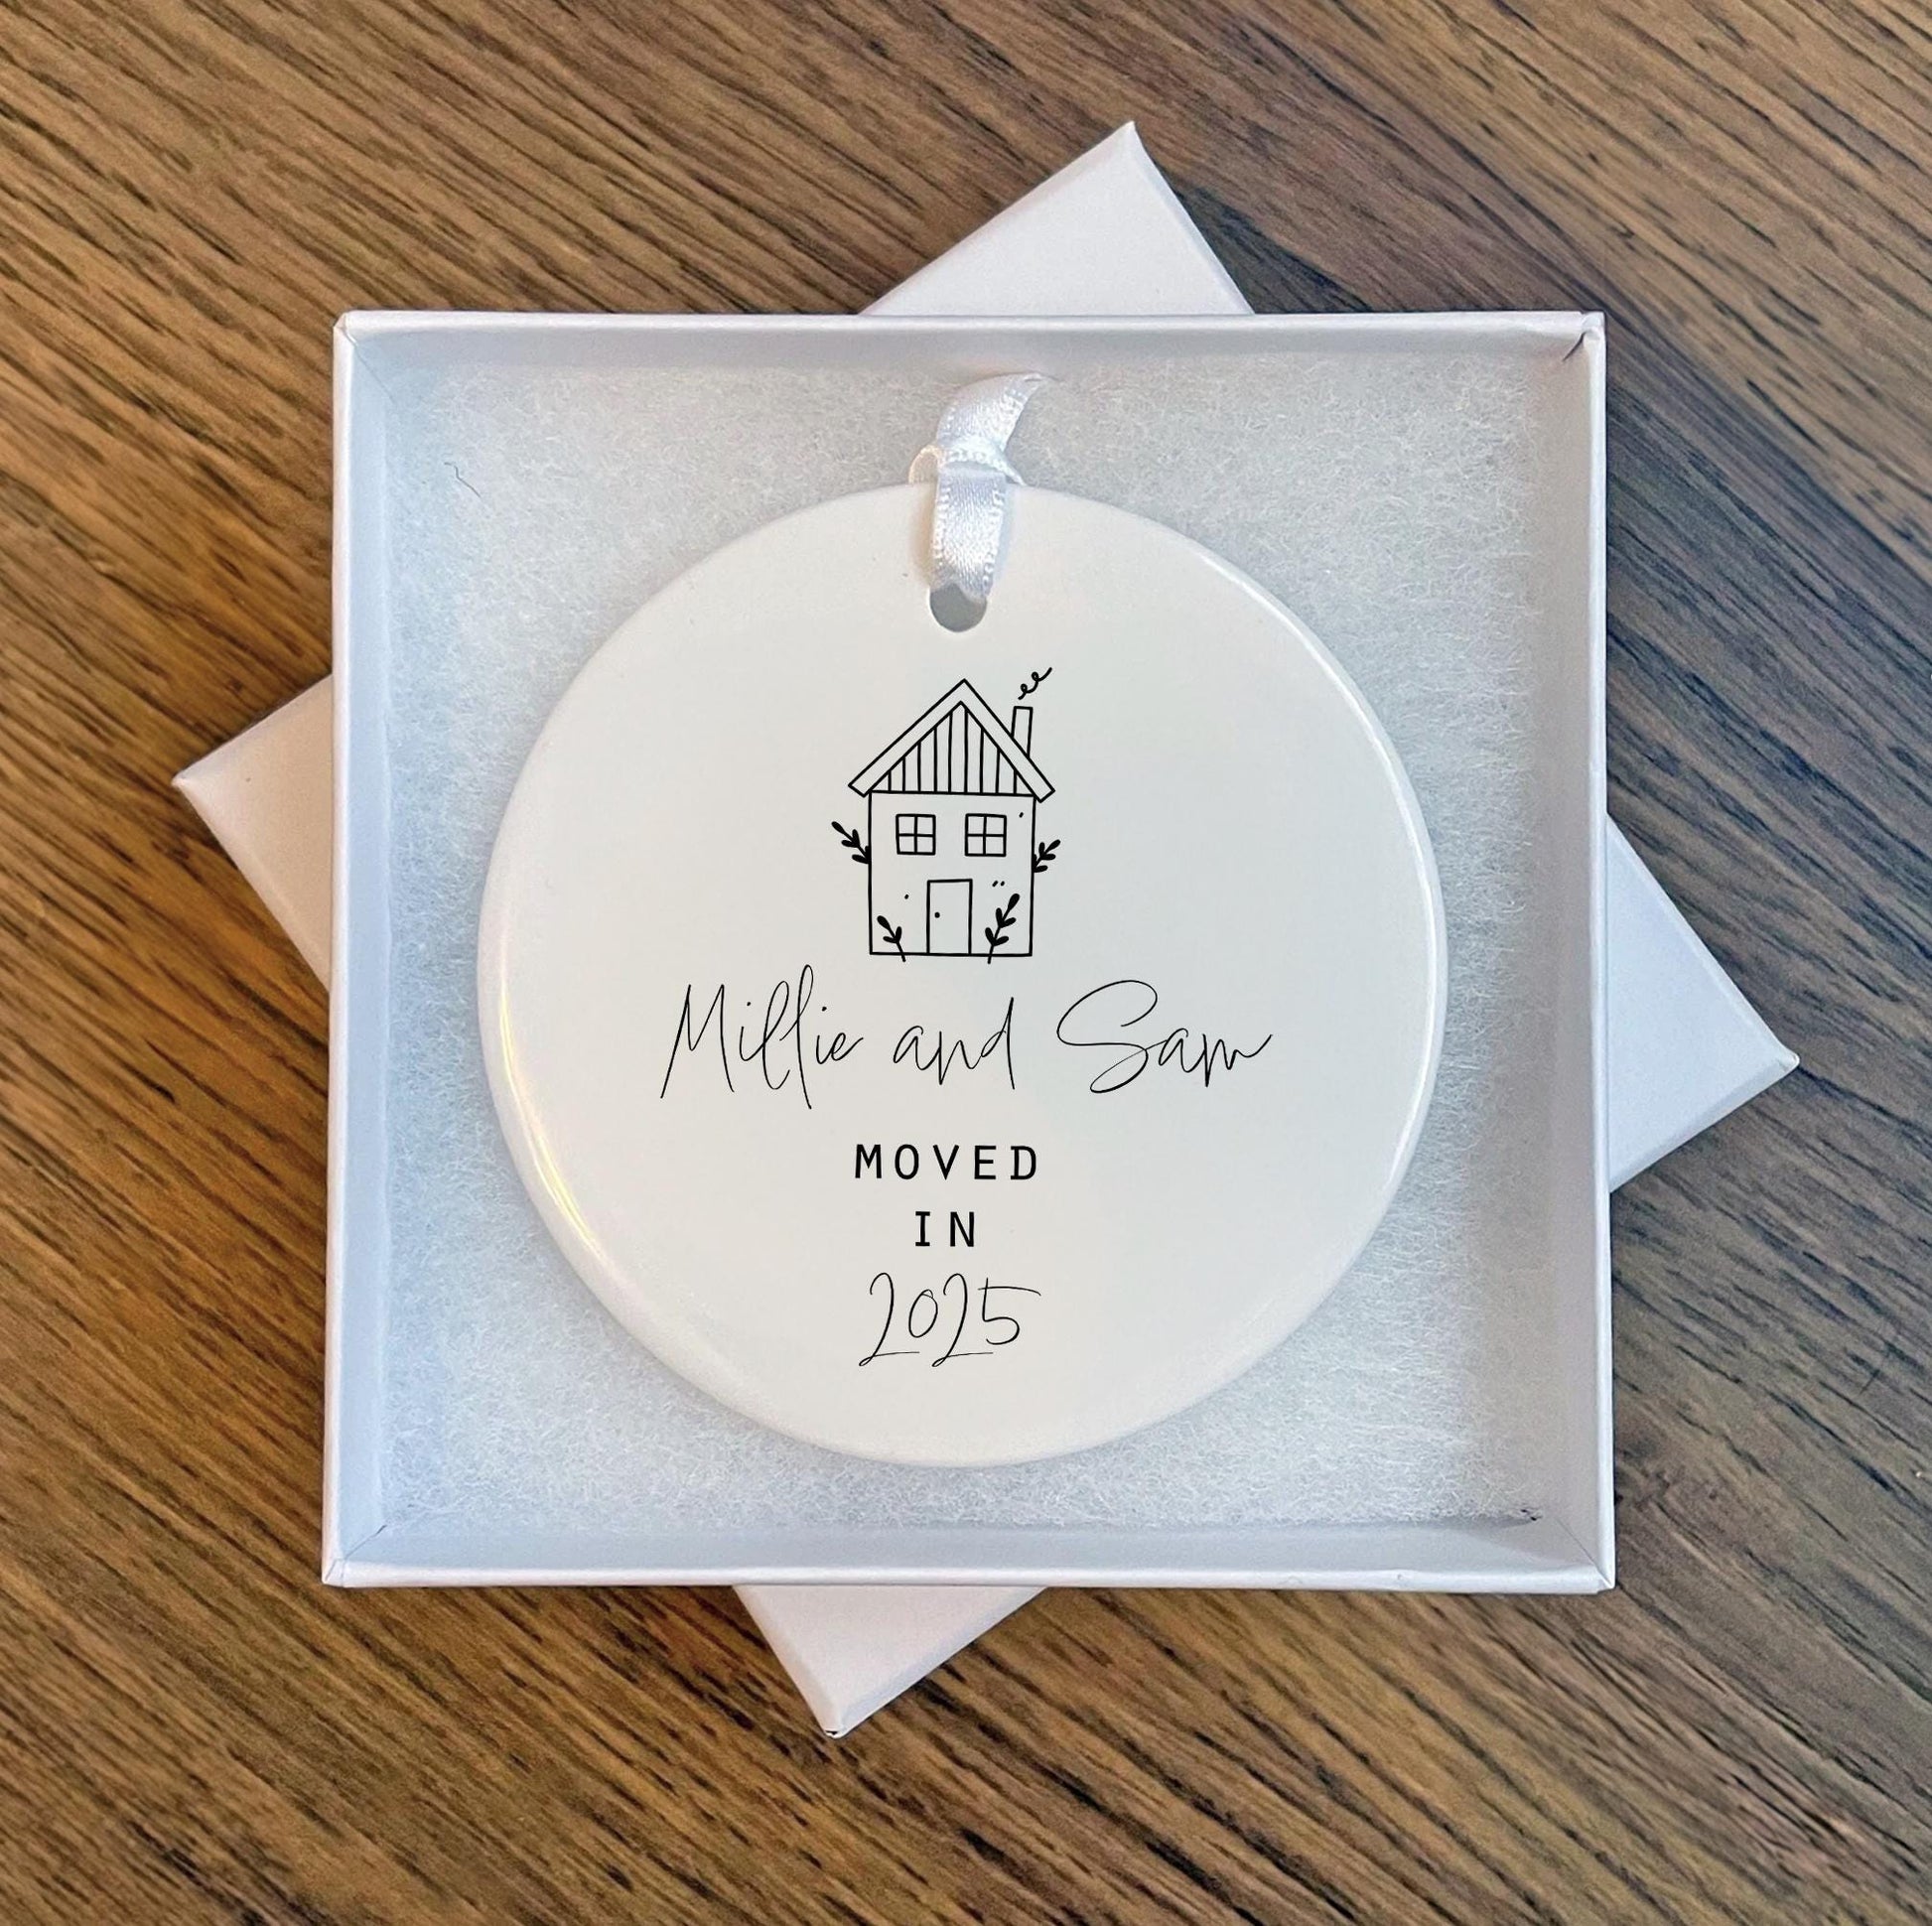 Millie and Sam
MOVED
IN
2025